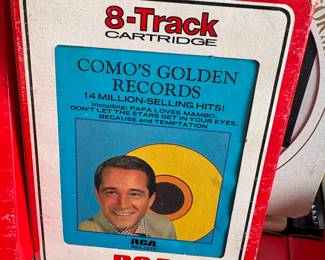 8-Track
CARTRIDGE
COMO'S GOLDEN
RECORDS
14 MILLION-SELLING HITS!
Including: PAPA LOVES MAMBO,
DON'T LET THE STARS GET IN YOUR EYES,
BECAUSE and TEMPTATION
RCA